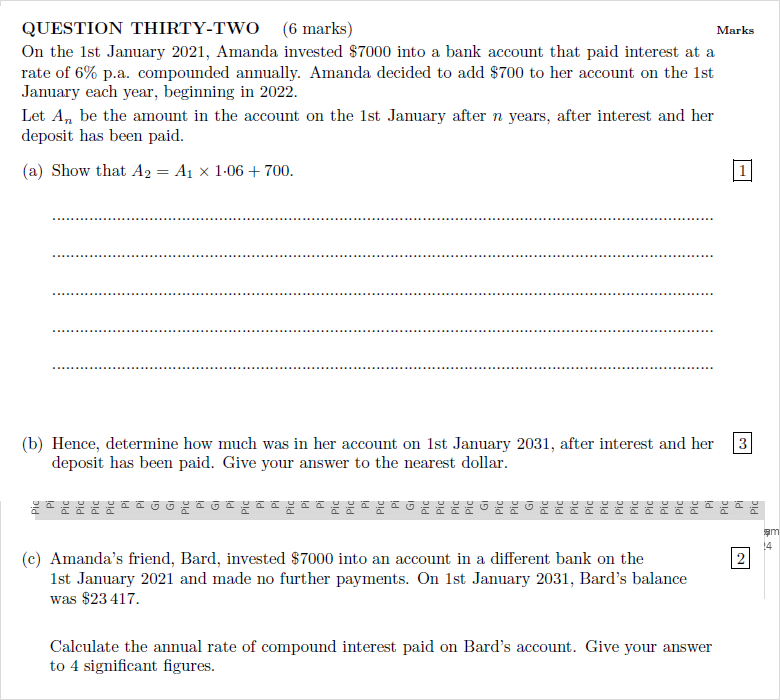 QUESTION THIRTY-TWO (6 marks) Marks
On the 1st January 2021, Amanda invested $7000 into a bank account that paid interest at a
rate of 6% p.a. compounded annually. Amanda decided to add $700 to her account on the 1st
January each year, beginning in 2022.
Let Aₙ be the amount in the account on the 1st January after n years, after interest and her
deposit has been paid.
(a) Show that A₂ = A₁ × 1·06 + 700. 1
(b) Hence, determine how much was in her account on 1st January 2031, after interest and her 3
deposit has been paid. Give your answer to the nearest dollar.
(c) Amanda's friend, Bard, invested $7000 into an account in a different bank on the 2
1st January 2021 and made no further payments. On 1st January 2031, Bard's balance
was $23 417.
Calculate the annual rate of compound interest paid on Bard's account. Give your answer
to 4 significant figures.